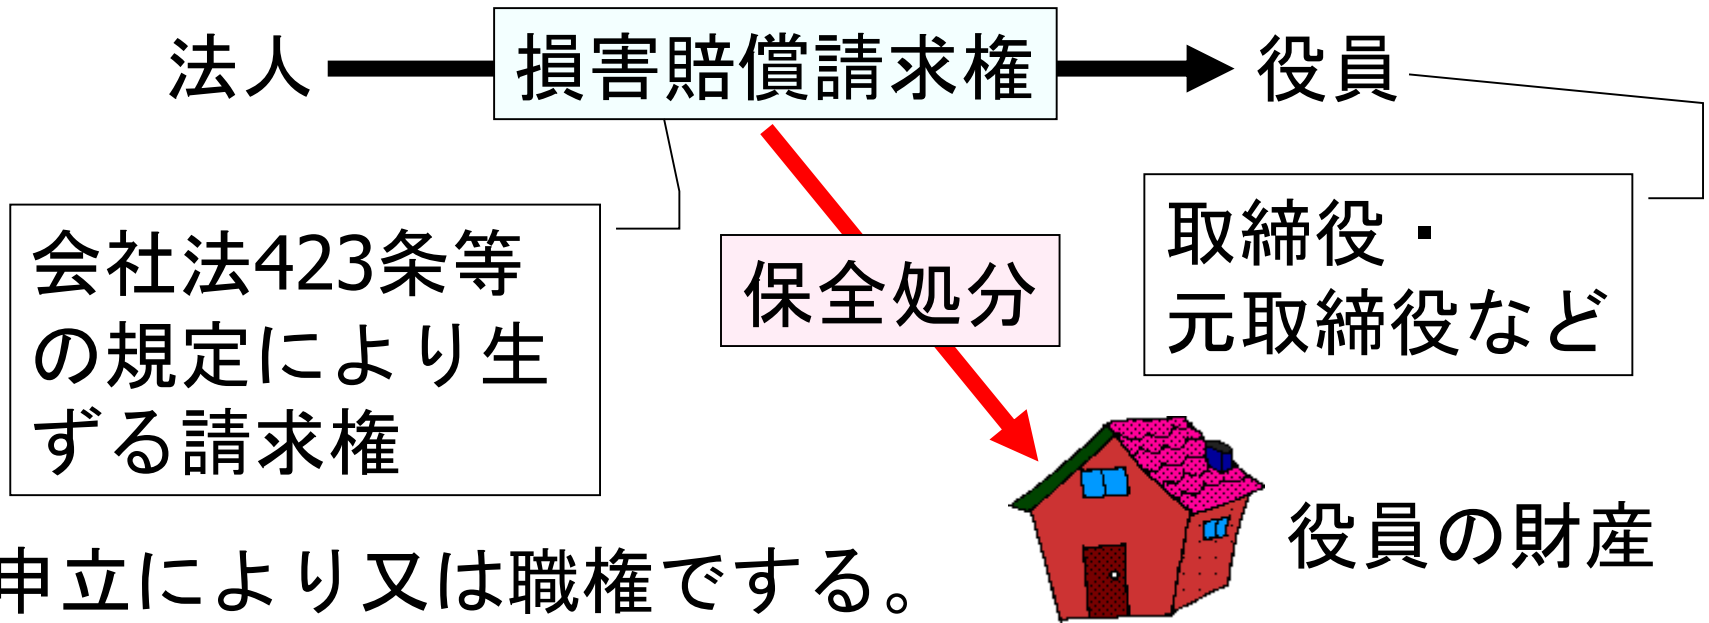 法人
損害賠償請求権
役員
会社法423条等
の規定により生
ずる請求権
保全処分
取締役・
元取締役など
役員の財産
申立により又は職権でする。